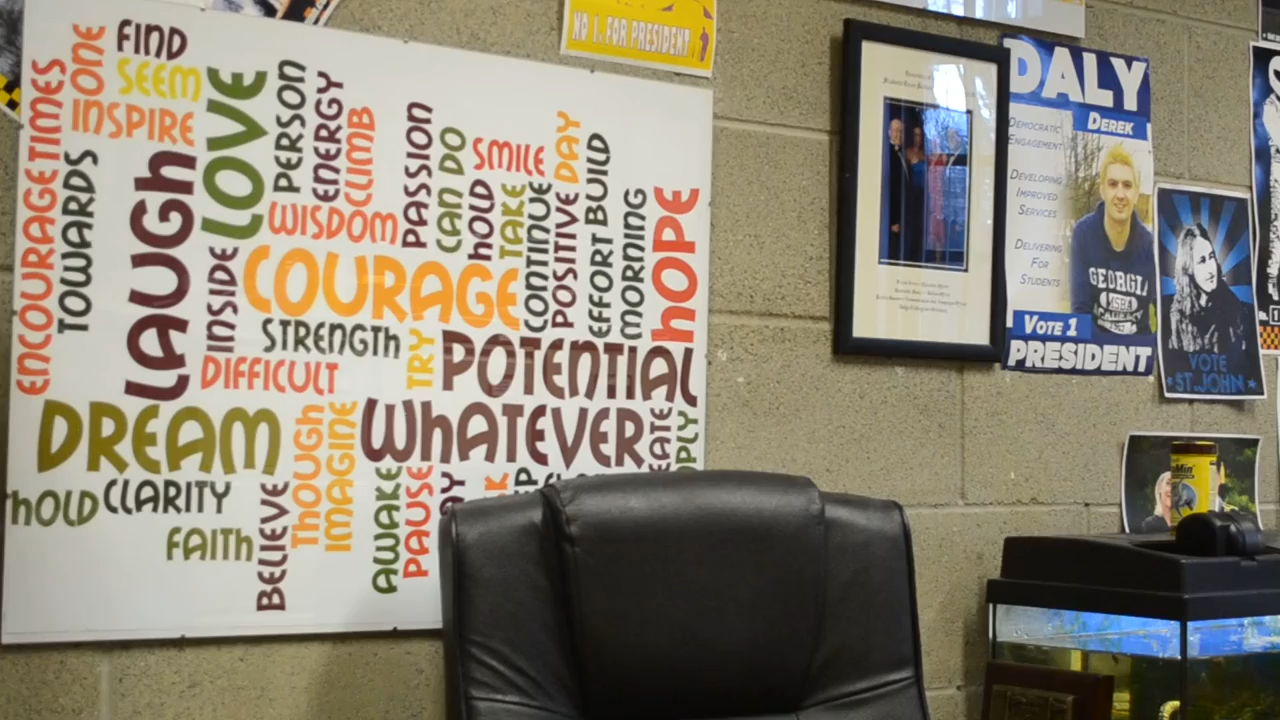 FIND
SEEM
ONE
INSPIRE
TIMES
ENCOURAGE
TOWARDS
LAUGH
LOVE
PERSON
ENERGY
CLIMB
WISDOM
INSIDE
COURAGE
STRENGTH
DIFFICULT
PASSION
CAN DO
SMILE
HOLD
TAKE
DAY
CONTINUE
POSITIVE
BUILD
EFFORT
MORNING
HOPE
TRY
POTENTIAL
WHATEVER
DREAM
THOUGH
IMAGINE
HOLD
CLARITY
FAITH
BELIEVE
AWAKE
PAUSE
NO 1. FOR PRESIDENT
DALY
DEREK
DEMOCRATIC
ENGAGEMENT
DEVELOPING
IMPROVED
SERVICES
DELIVERING
FOR
STUDENTS
GEORGIA
VOTE 1
PRESIDENT
VOTE
ST. JOHN